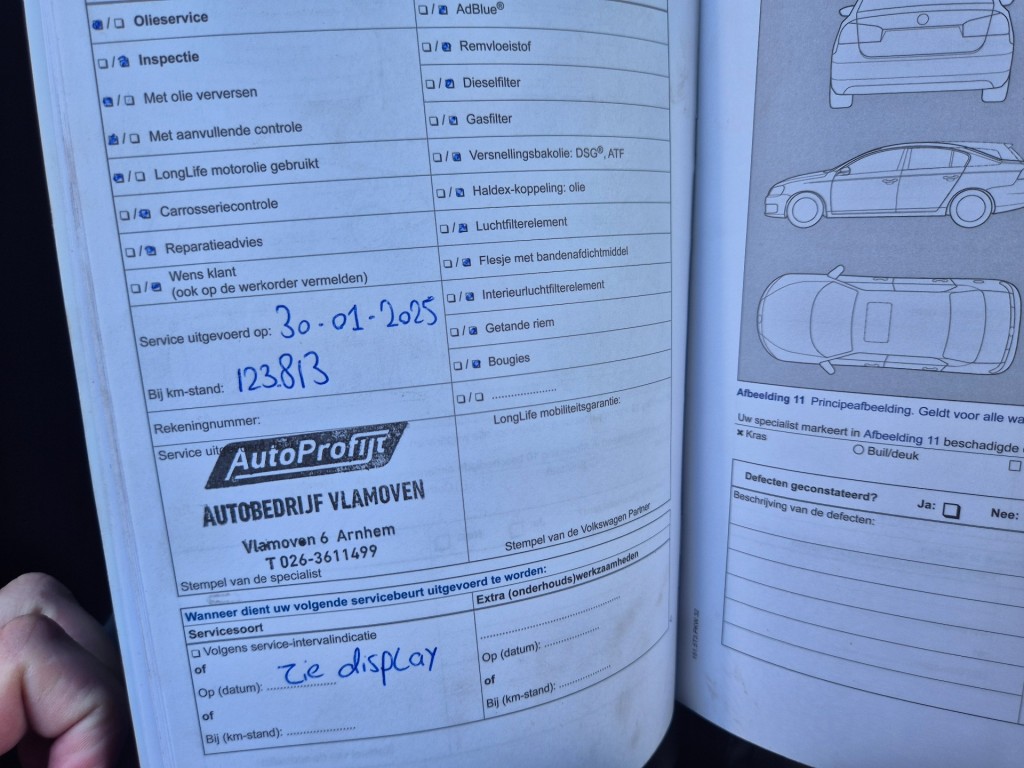 Olieservice
Inspectie
Met olie verversen
Met aanvullende controle
LongLife motorolie gebruikt
Carrosseriecontrole
Reparatieadvies
Wens klant
(ook op de werkorder vermelden)
AdBlue®
Remvloeistof
Dieselfilter
Gasfilter
Versnellingsbakolie: DSG®, ATF
Haldex-koppeling: olie
Luchtfilterelement
Flesje met bandenafdichtmiddel
Interieurluchtfilterelement
Getande riem
Bougies
Service uitgevoerd op: 30-01-2025
Bij km-stand: 123.813
Rekeningnummer:
Service uitg
AutoProfijt
AUTOBEDRIJF VLAMOVEN
Vlamoven 6 Arnhem
T 026-3611499
Stempel van de specialist
LongLife mobiliteitsgarantie:
Stempel van de Volkswagen Partner
Wanneer dient uw volgende servicebeurt uitgevoerd te worden:
Servicesoort
Volgens service-intervalindicatie
of
zie display
Op (datum):
of
Bij (km-stand):
Extra (onderhouds)werkzaamheden
Op (datum):
of
Bij (km-stand):
Afbeelding 11 Principeafbeelding. Geldt voor alle wa
Uw specialist markeert in Afbeelding 11 beschadigde
× Kras
Buil/deuk
Defecten geconstateerd? Ja: Nee:
Beschrijving van de defecten: